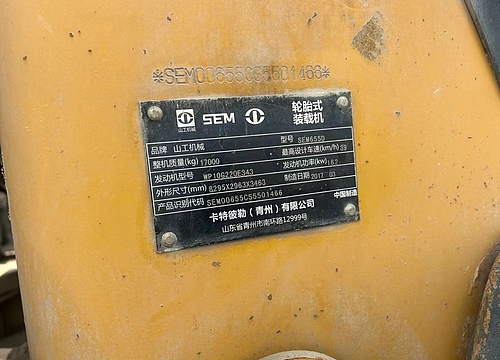 *SEM00655CS5501466*
山工机械 SEM 轮胎式
装载机
品牌 山工机械 型号 SEM655D
整机质量(kg) 17000 最高设计车速(km/h) 39
发动机型号 WP10G220E343 发动机功率(kw) 162
外形尺寸(mm) 8295X2963X3463 制造日期 2017 03
产品识别代码 SEM00655CS5501466 中国制造
卡特彼勒(青州)有限公司
山东省青州市南环路12999号